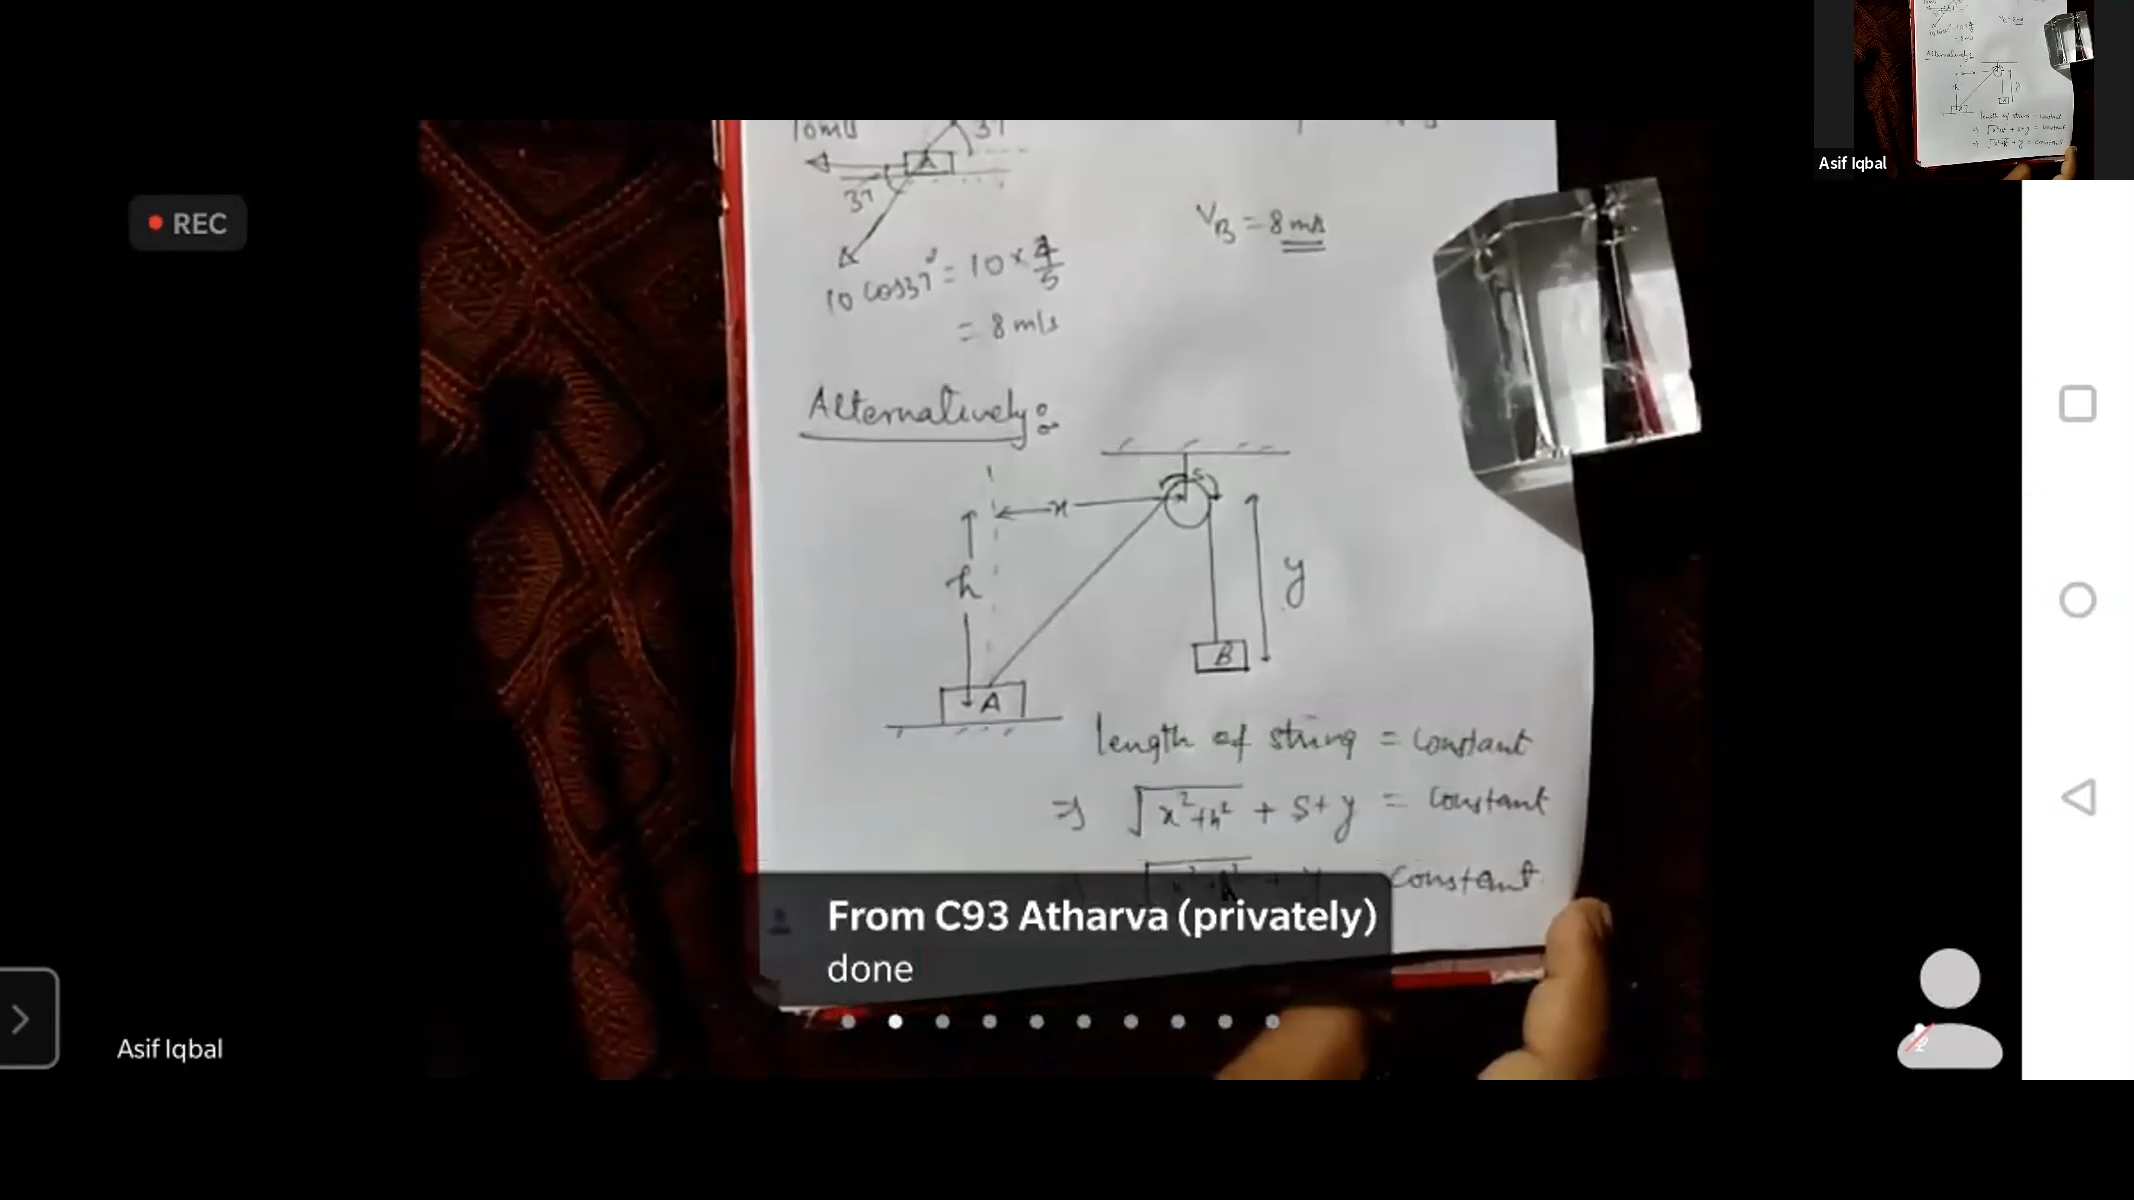 REC
Asif Iqbal
10m/s
37
A
37
10 cos37° = 10 × 4/5
= 8 m/s
V_B = 8 m/s
Alternatively:
S
x
h
y
B
A
length of string = constant
⇒ √(x²+h²) + S + y = constant
constant
From C93 Atharva (privately)
done
Asif Iqbal